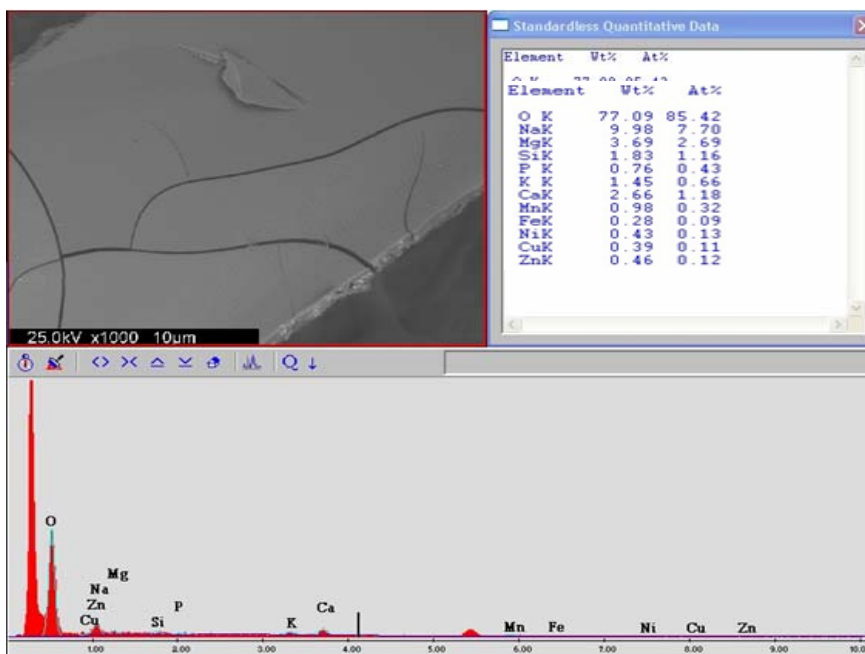 Standardless Quantitative Data
Element Wt% At%
Element Wt% At%
O K 77.09 85.42
NaK 9.98 7.70
MgK 3.69 2.69
SiK 1.83 1.16
P K 0.76 0.43
K K 1.45 0.66
CaK 2.66 1.18
MnK 0.98 0.32
FeK 0.28 0.09
NiK 0.43 0.13
CuK 0.39 0.11
ZnK 0.46 0.12
25.0kV x1000 10µm
Q
O
Mg
Na
Zn
Cu
Si
P
K
Ca
Mn
Fe
Ni
Cu
Zn
1.00 2.00 3.00 4.00 5.00 6.00 7.00 8.00 9.00